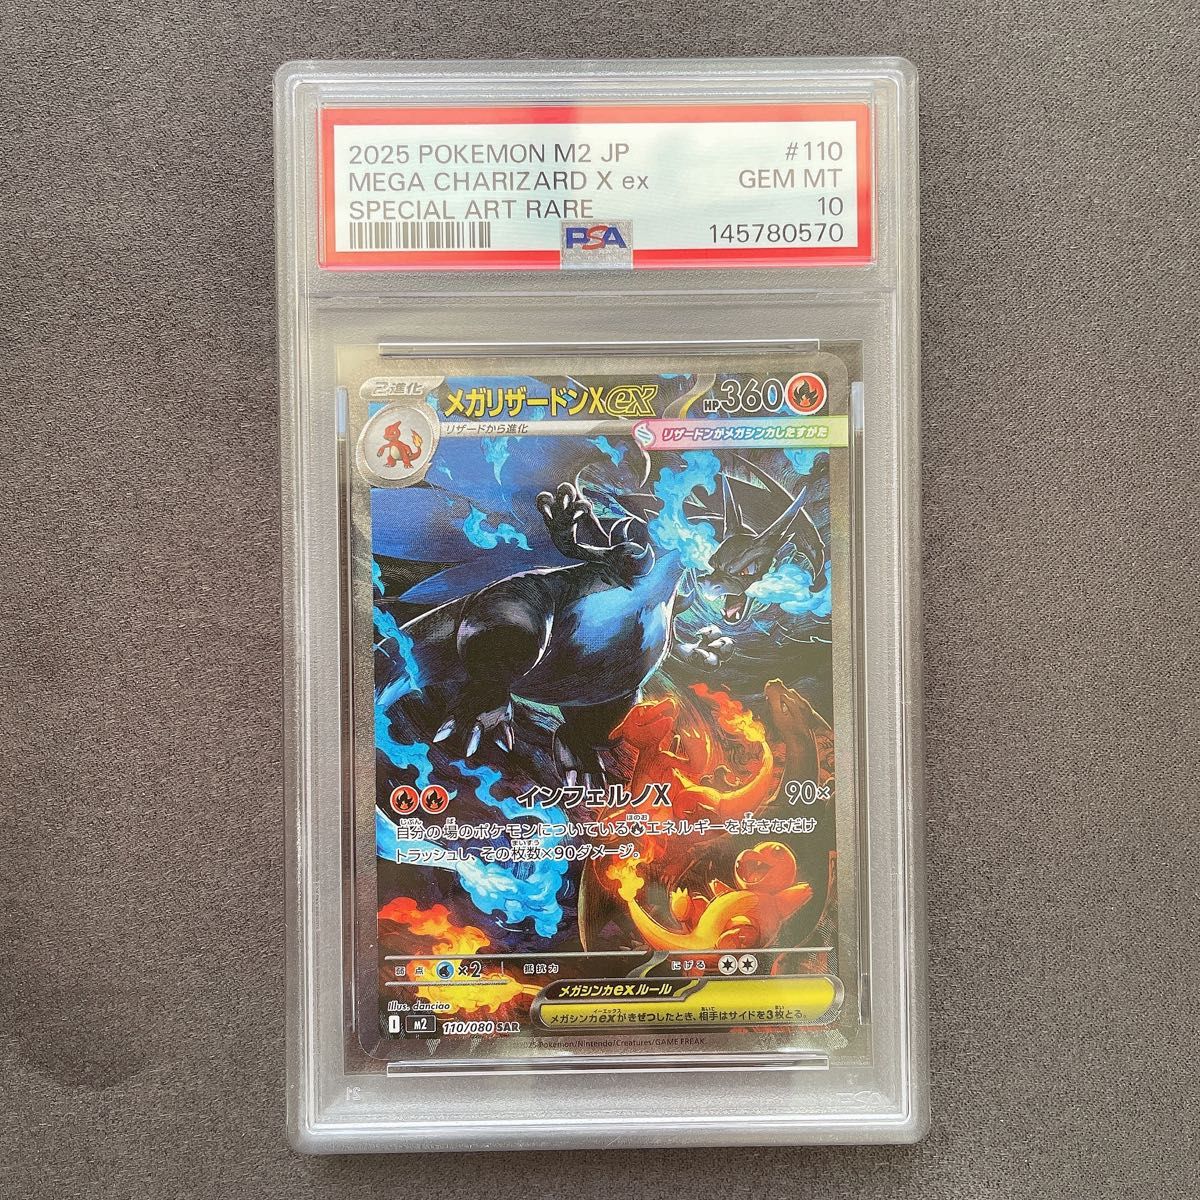 2025 POKEMON M2 JP #110
MEGA CHARIZARD X ex GEM MT
SPECIAL ART RARE 10
PSA 145780570
2進化
メガリザードンXex HP360
リザードから進化
リザードンがメガシンカしたすがた
インフェルノX 90×
自分の場のポケモンについているエネルギーを好きなだけ
トラッシュし、その枚数×90ダメージ。
弱点 ×2 抵抗力 にげる
メガシンカexルール
メガシンカexがきぜつしたとき、相手はサイドを3枚とる。
Illus. danciao
M2 110/080 SAR
2025 Pokémon/Nintendo/Creatures/GAME FREAK.